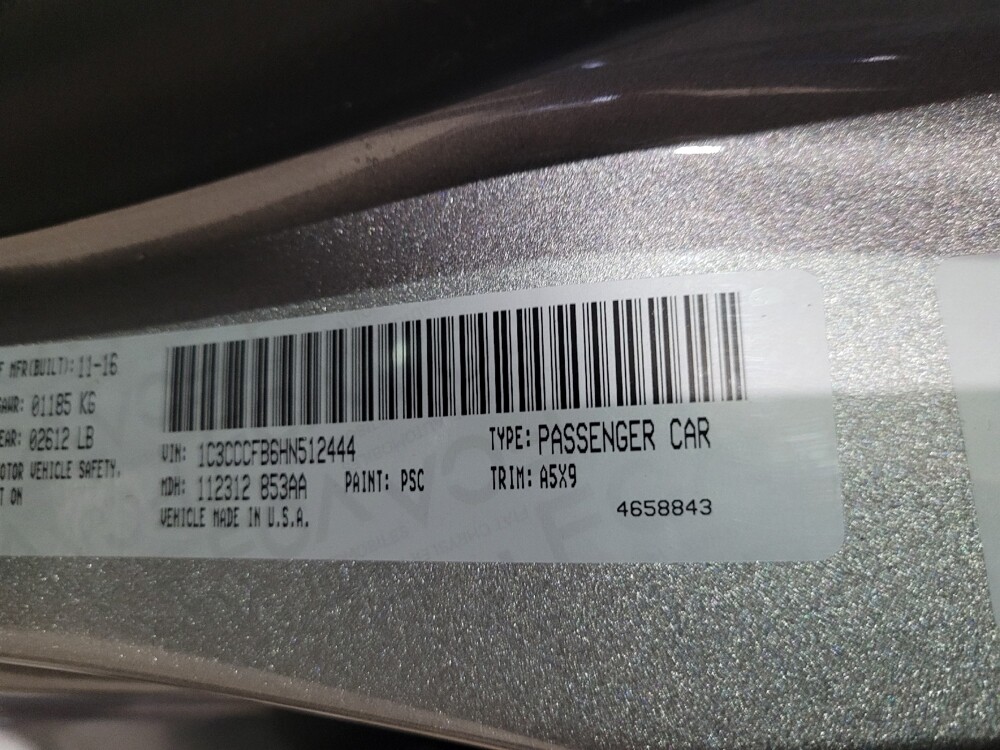 F MFR(BUILT): 11-16
GAWR: 01185 KG
EAR: 02612 LB
OTOR VEHICLE SAFETY.
T ON
VIN: 1C3CCCFB6HN512444
TYPE: PASSENGER CAR
MDH: 112312 853AA PAINT: PSC TRIM: A5X9
VEHICLE MADE IN U.S.A.
4658843